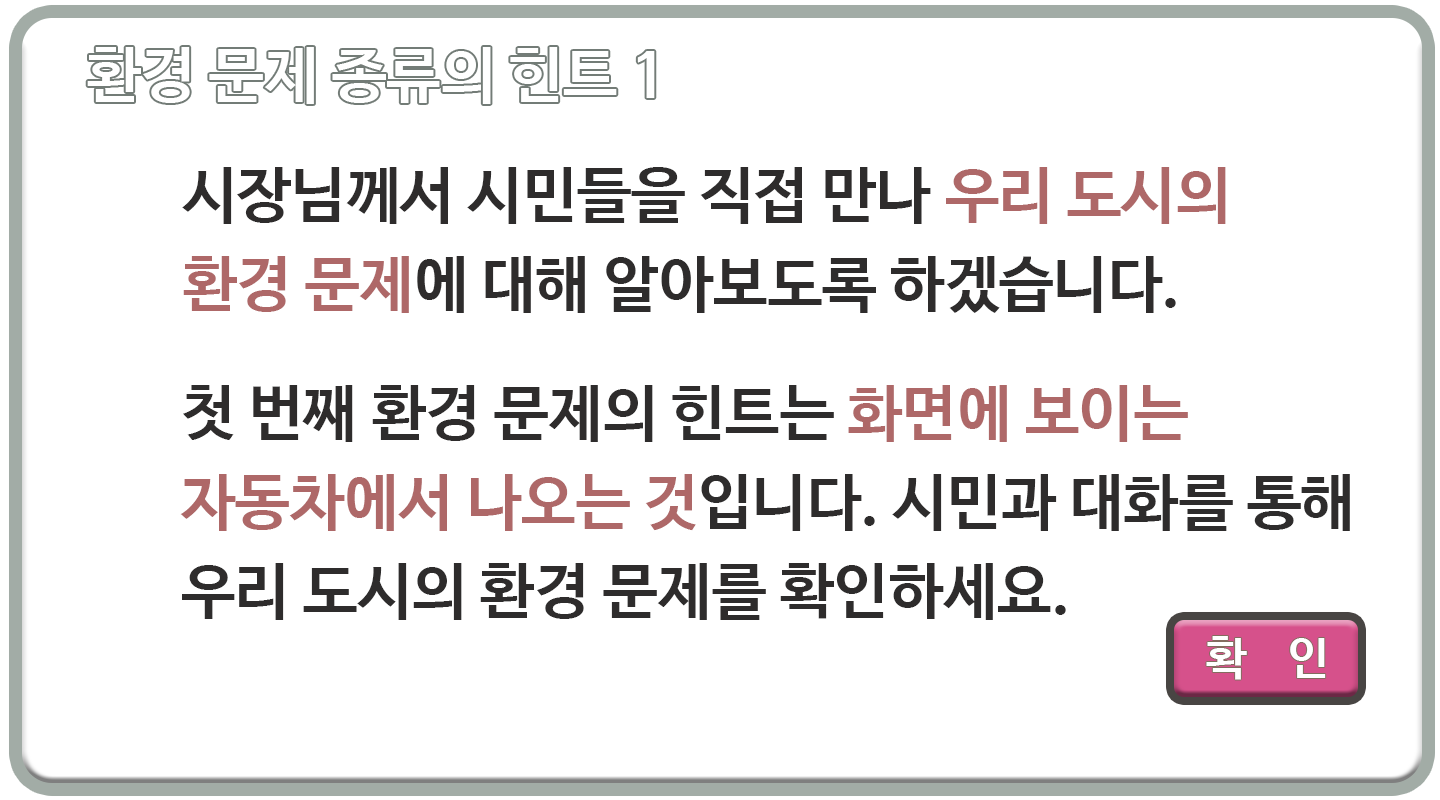 환경 문제 종류의 힌트 1
시장님께서 시민들을 직접 만나 우리 도시의
환경 문제에 대해 알아보도록 하겠습니다.
첫 번째 환경 문제의 힌트는 화면에 보이는
자동차에서 나오는 것입니다. 시민과 대화를 통해
우리 도시의 환경 문제를 확인하세요.
확 인